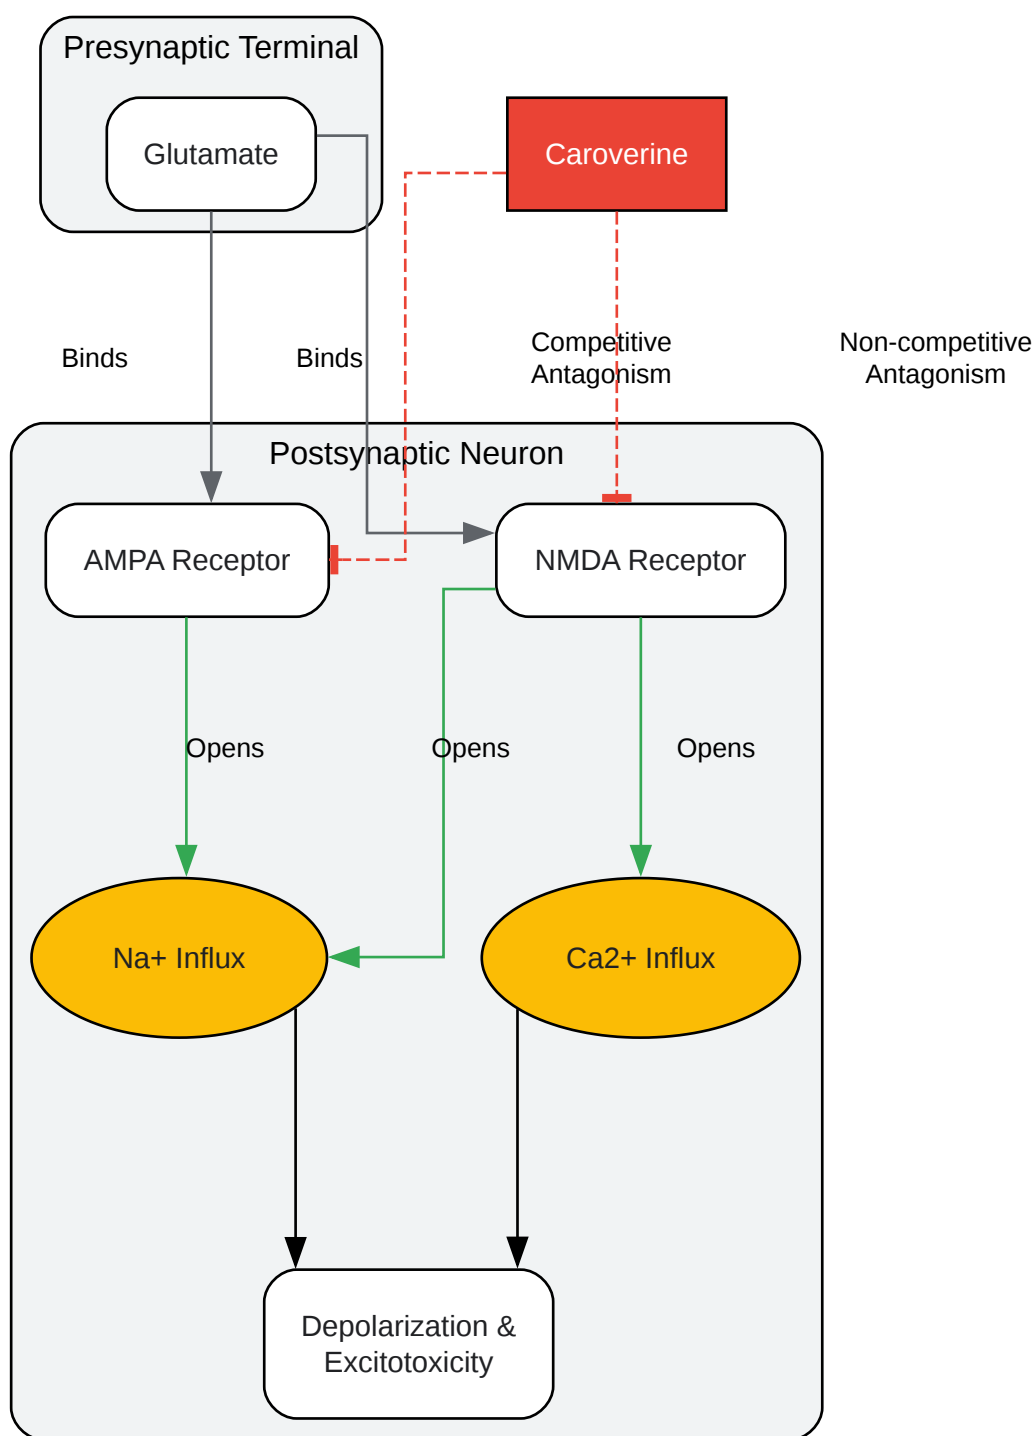 Presynaptic Terminal
Glutamate
Caroverine
Binds
Binds
Competitive
Antagonism
Non-competitive
Antagonism
Postsynaptic Neuron
AMPA Receptor
NMDA Receptor
Opens
Opens
Opens
Na+ Influx
Ca2+ Influx
Depolarization &
Excitotoxicity